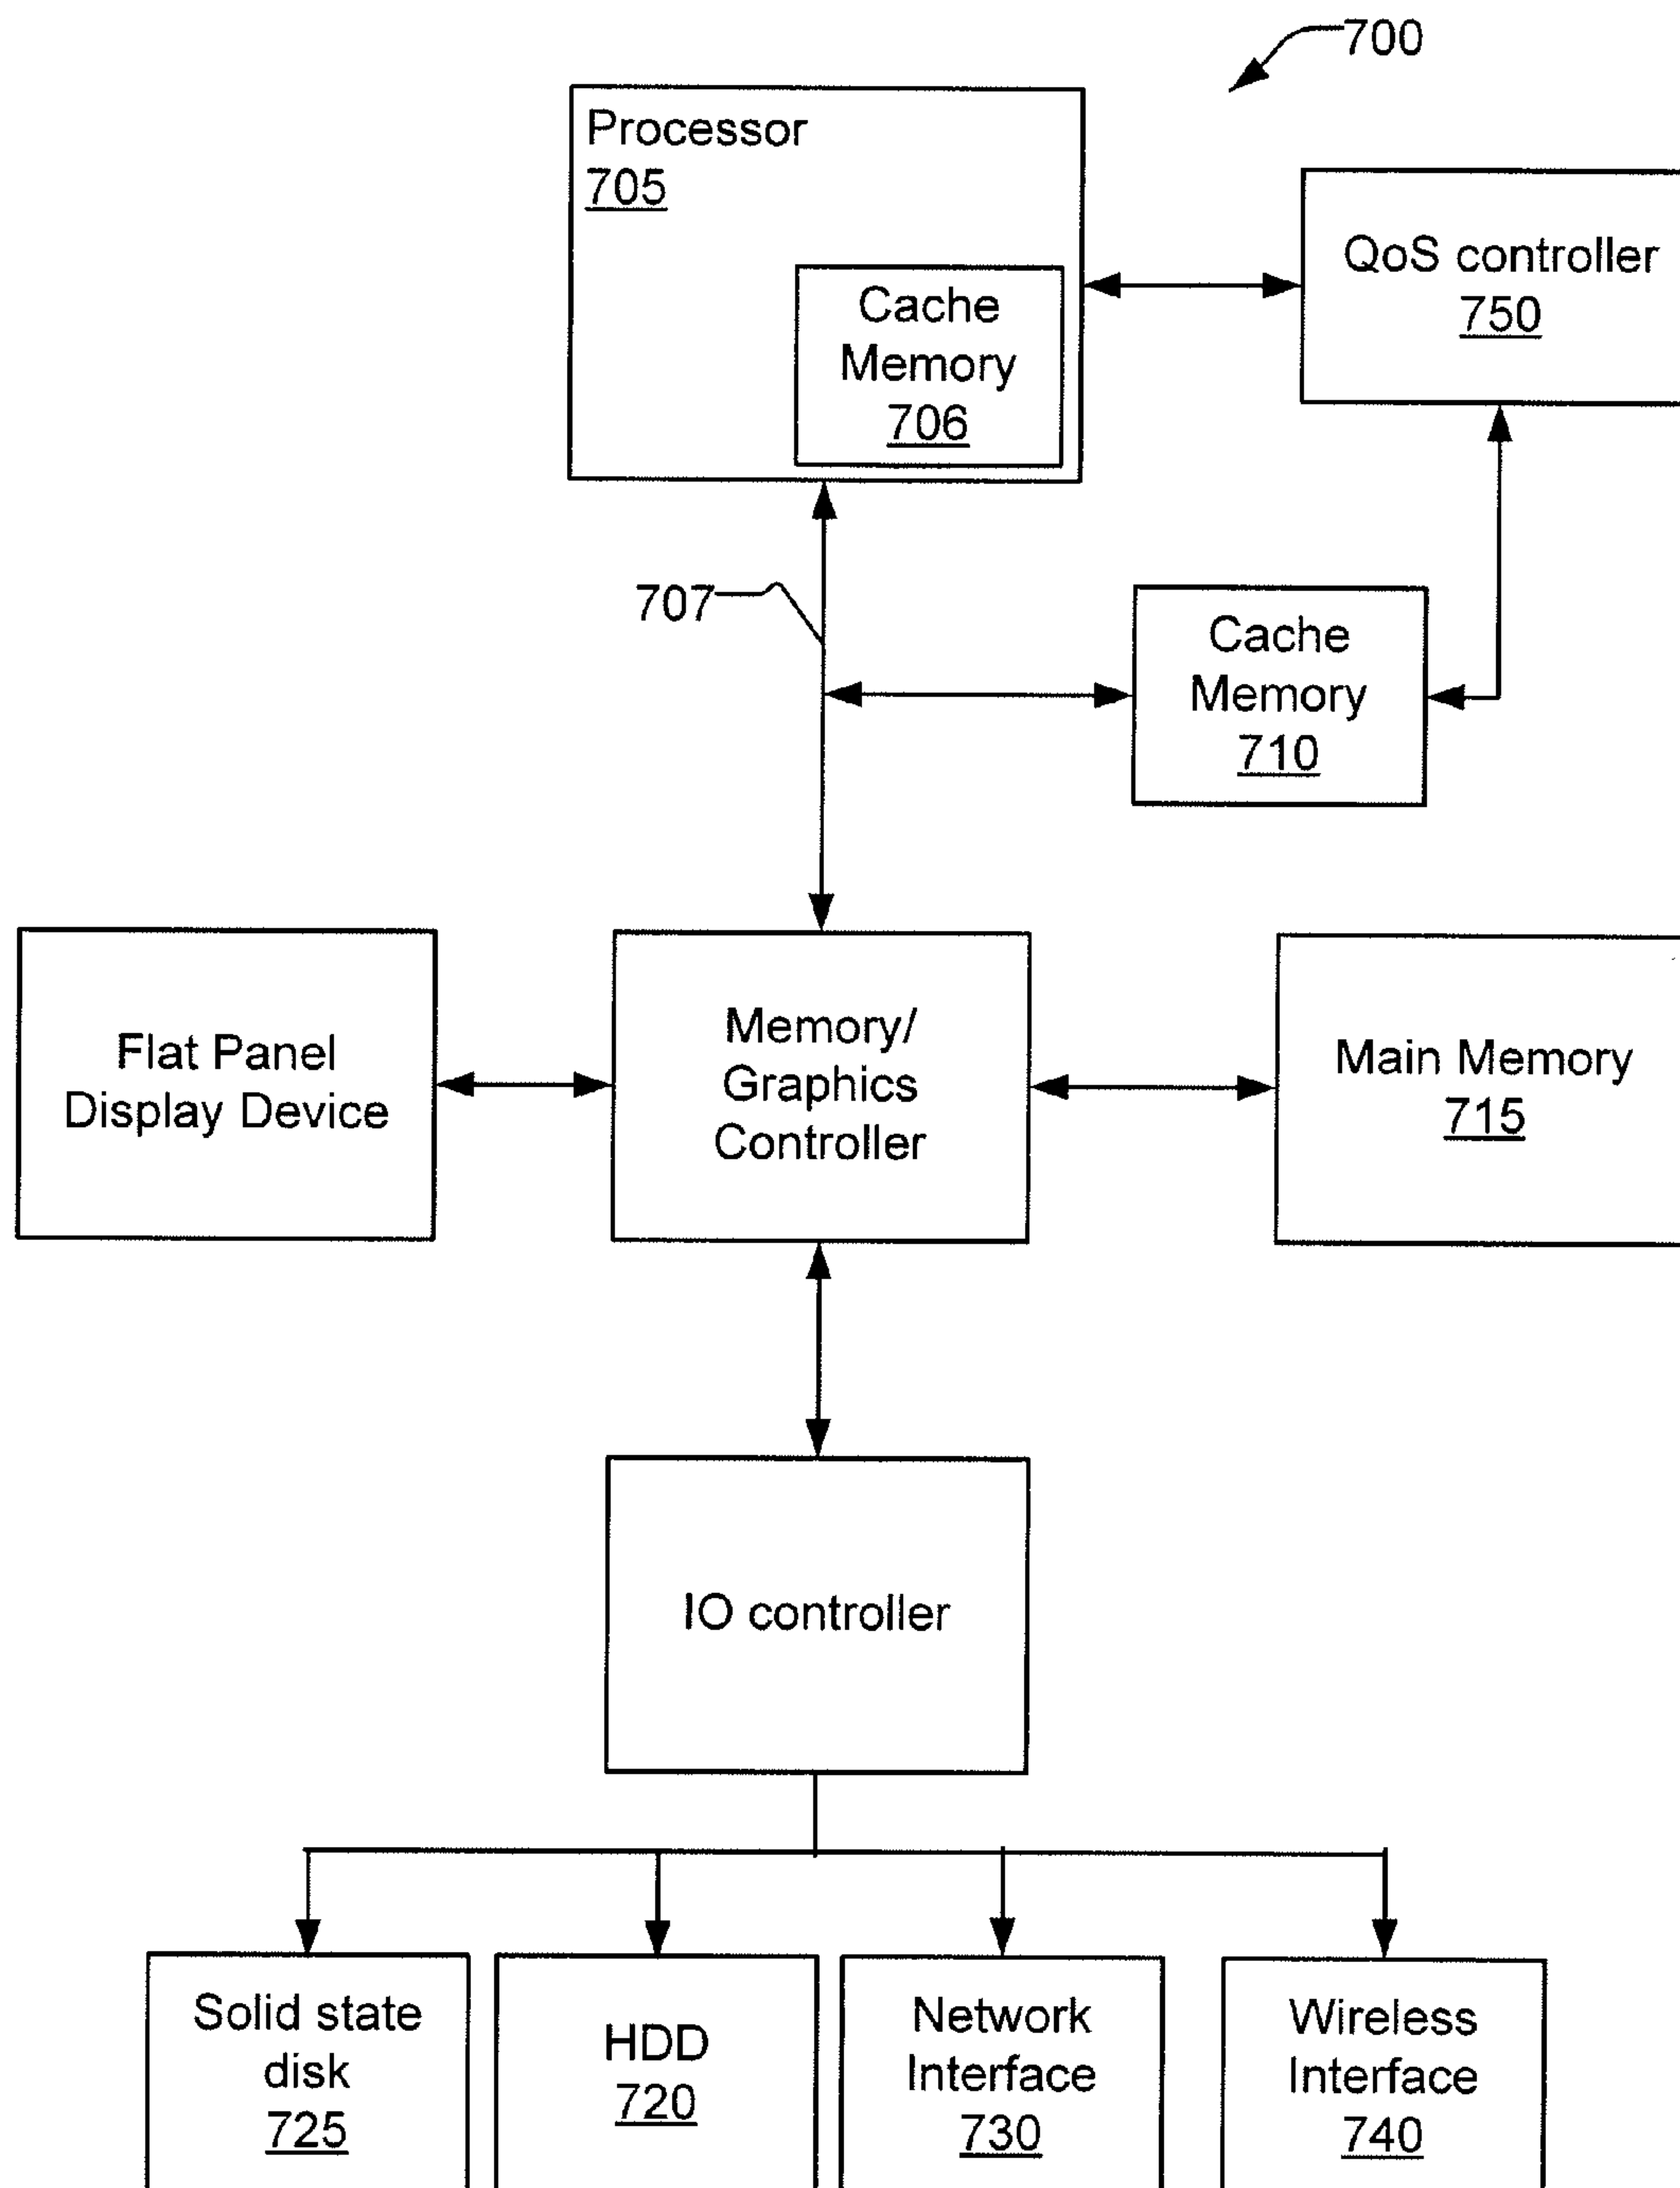 700
Processor
705
QoS controller
750
Cache
Memory
706
707
Cache
Memory
710
Flat Panel
Display Device
Memory/
Graphics
Controller
Main Memory
715
IO controller
Solid state
disk
725
HDD
720
Network
Interface
730
Wireless
Interface
740